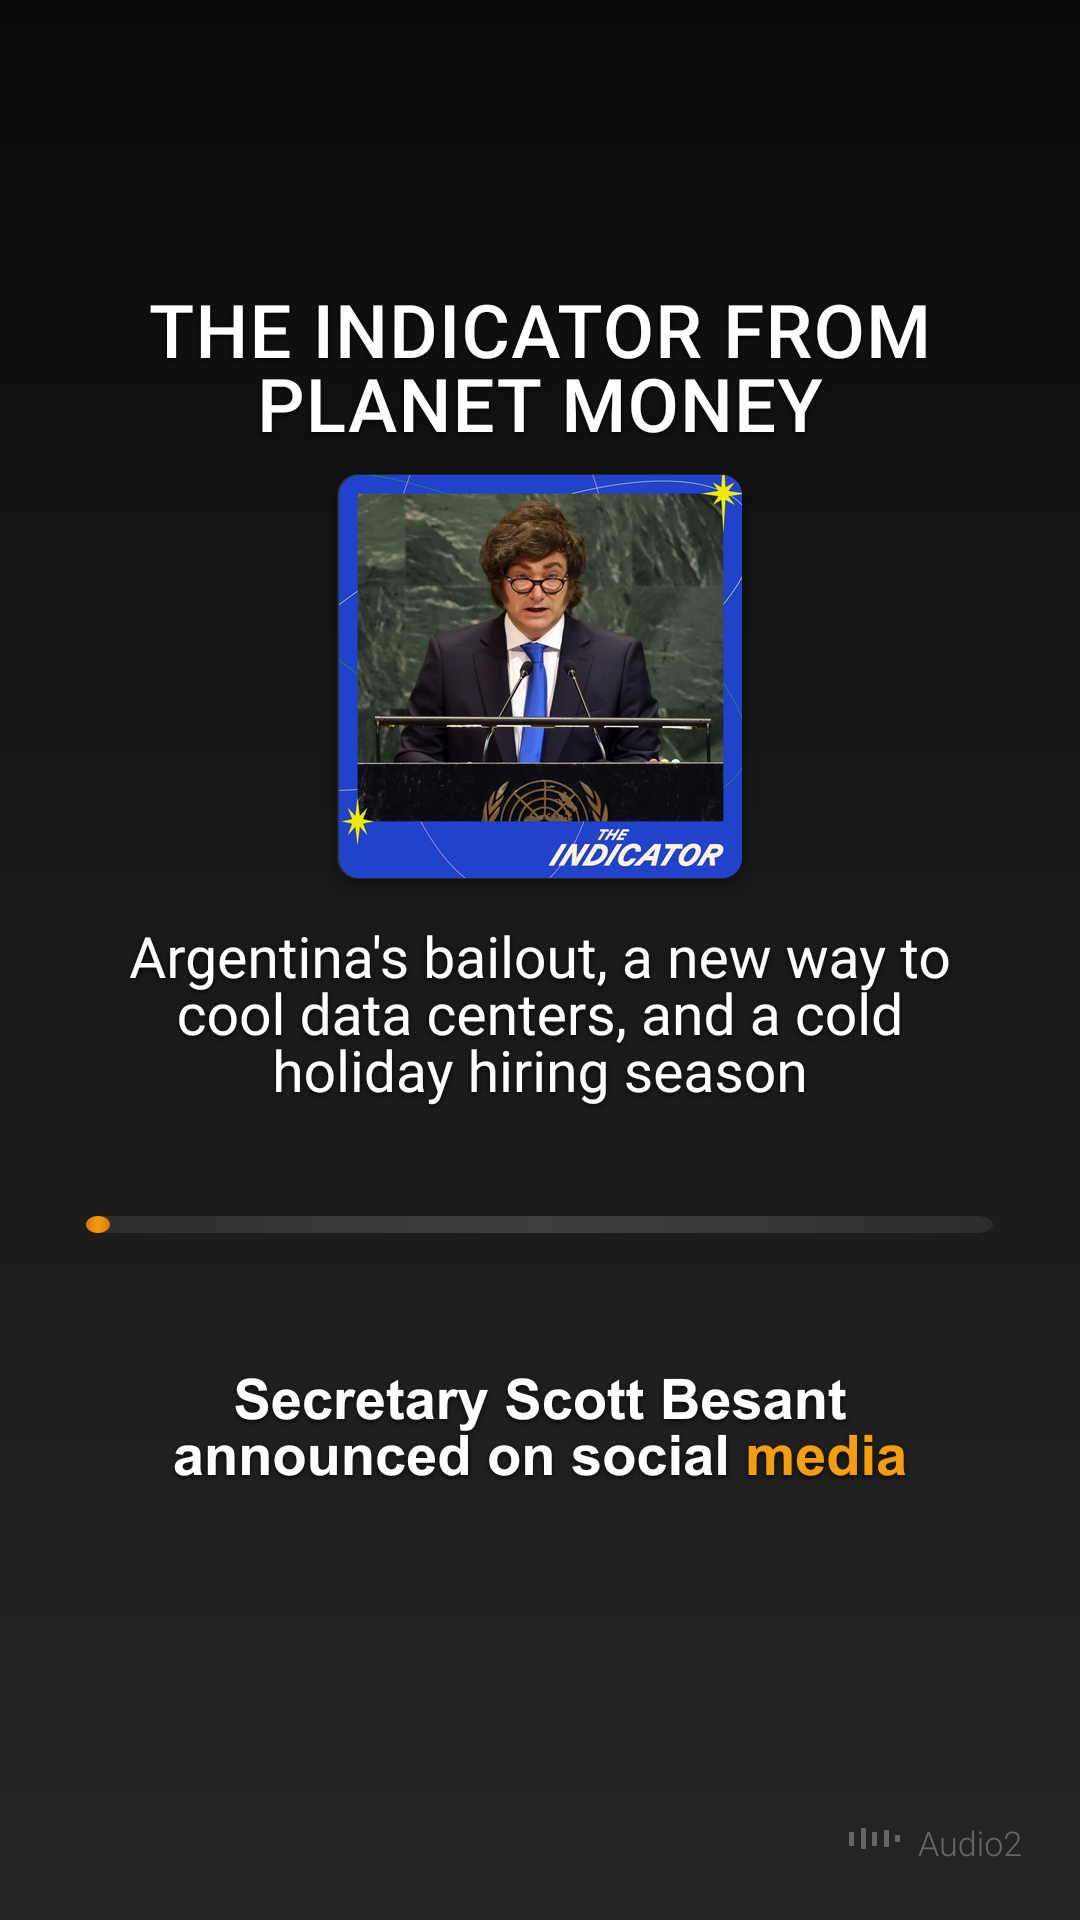 THE INDICATOR FROM
PLANET MONEY
THE
INDICATOR
Argentina's bailout, a new way to
cool data centers, and a cold
holiday hiring season
Secretary Scott Besant
announced on social media
Audio2